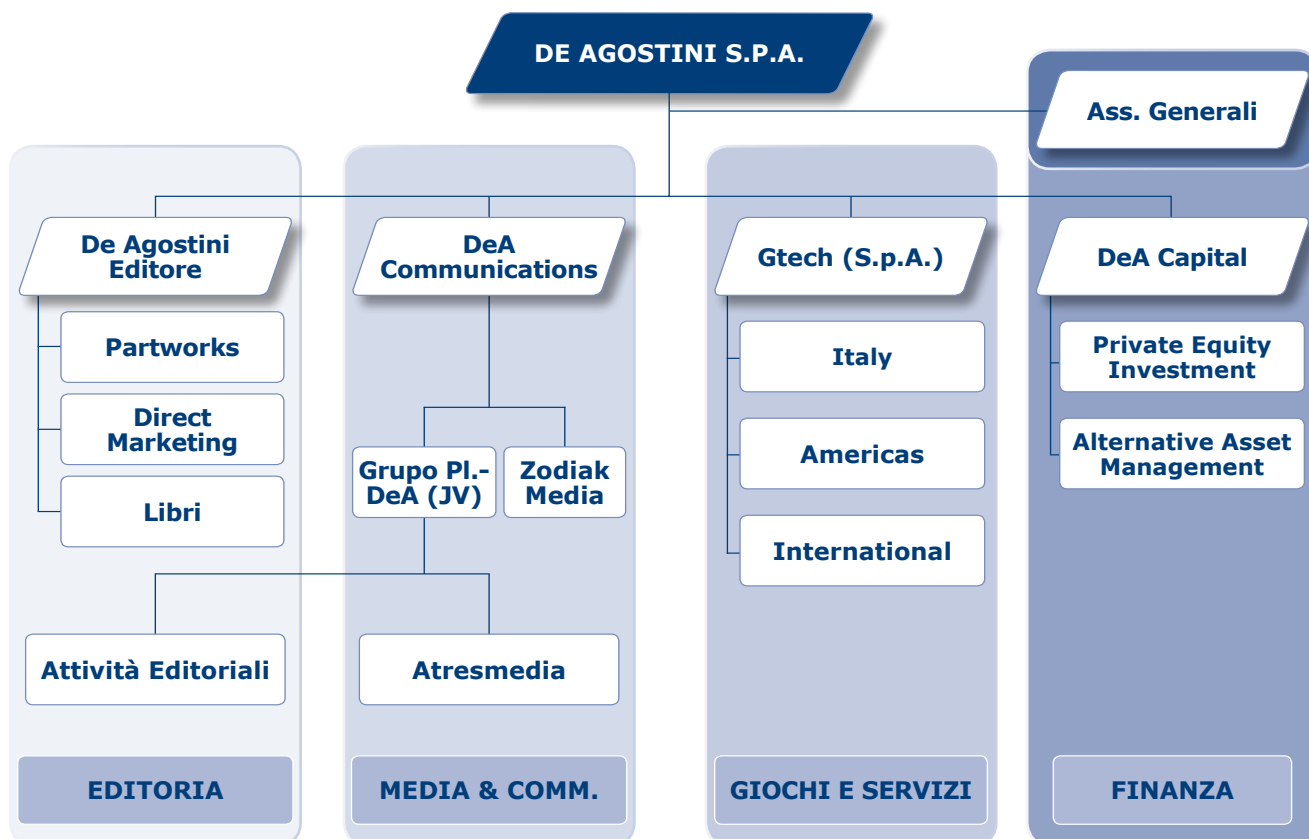 DE AGOSTINI S.P.A.
Ass. Generali
De Agostini
Editore
DeA
Communications
Gtech (S.p.A.)
DeA Capital
Partworks
Direct
Marketing
Libri
Grupo Pl.-
DeA (JV)
Zodiak
Media
Italy
Americas
International
Private Equity
Investment
Alternative Asset
Management
Attività Editoriali
Atresmedia
EDITORIA
MEDIA & COMM.
GIOCHI E SERVIZI
FINANZA